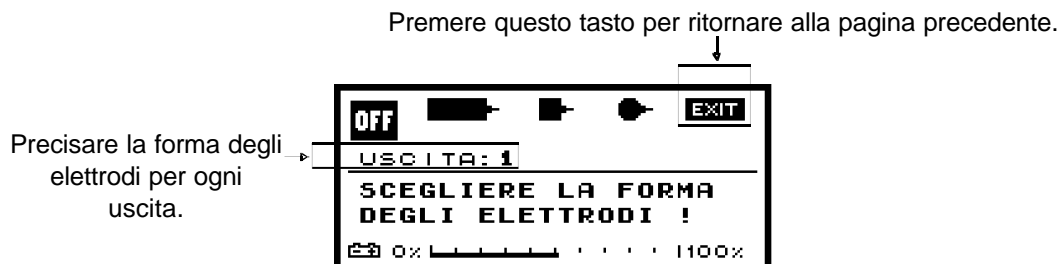 Premere questo tasto per ritornare alla pagina precedente.
OFF
EXIT
Precisare la forma degli
elettrodi per ogni
uscita.
USCITA: 1
SCEGLIERE LA FORMA
DEGLI ELETTRODI !
0% 100%